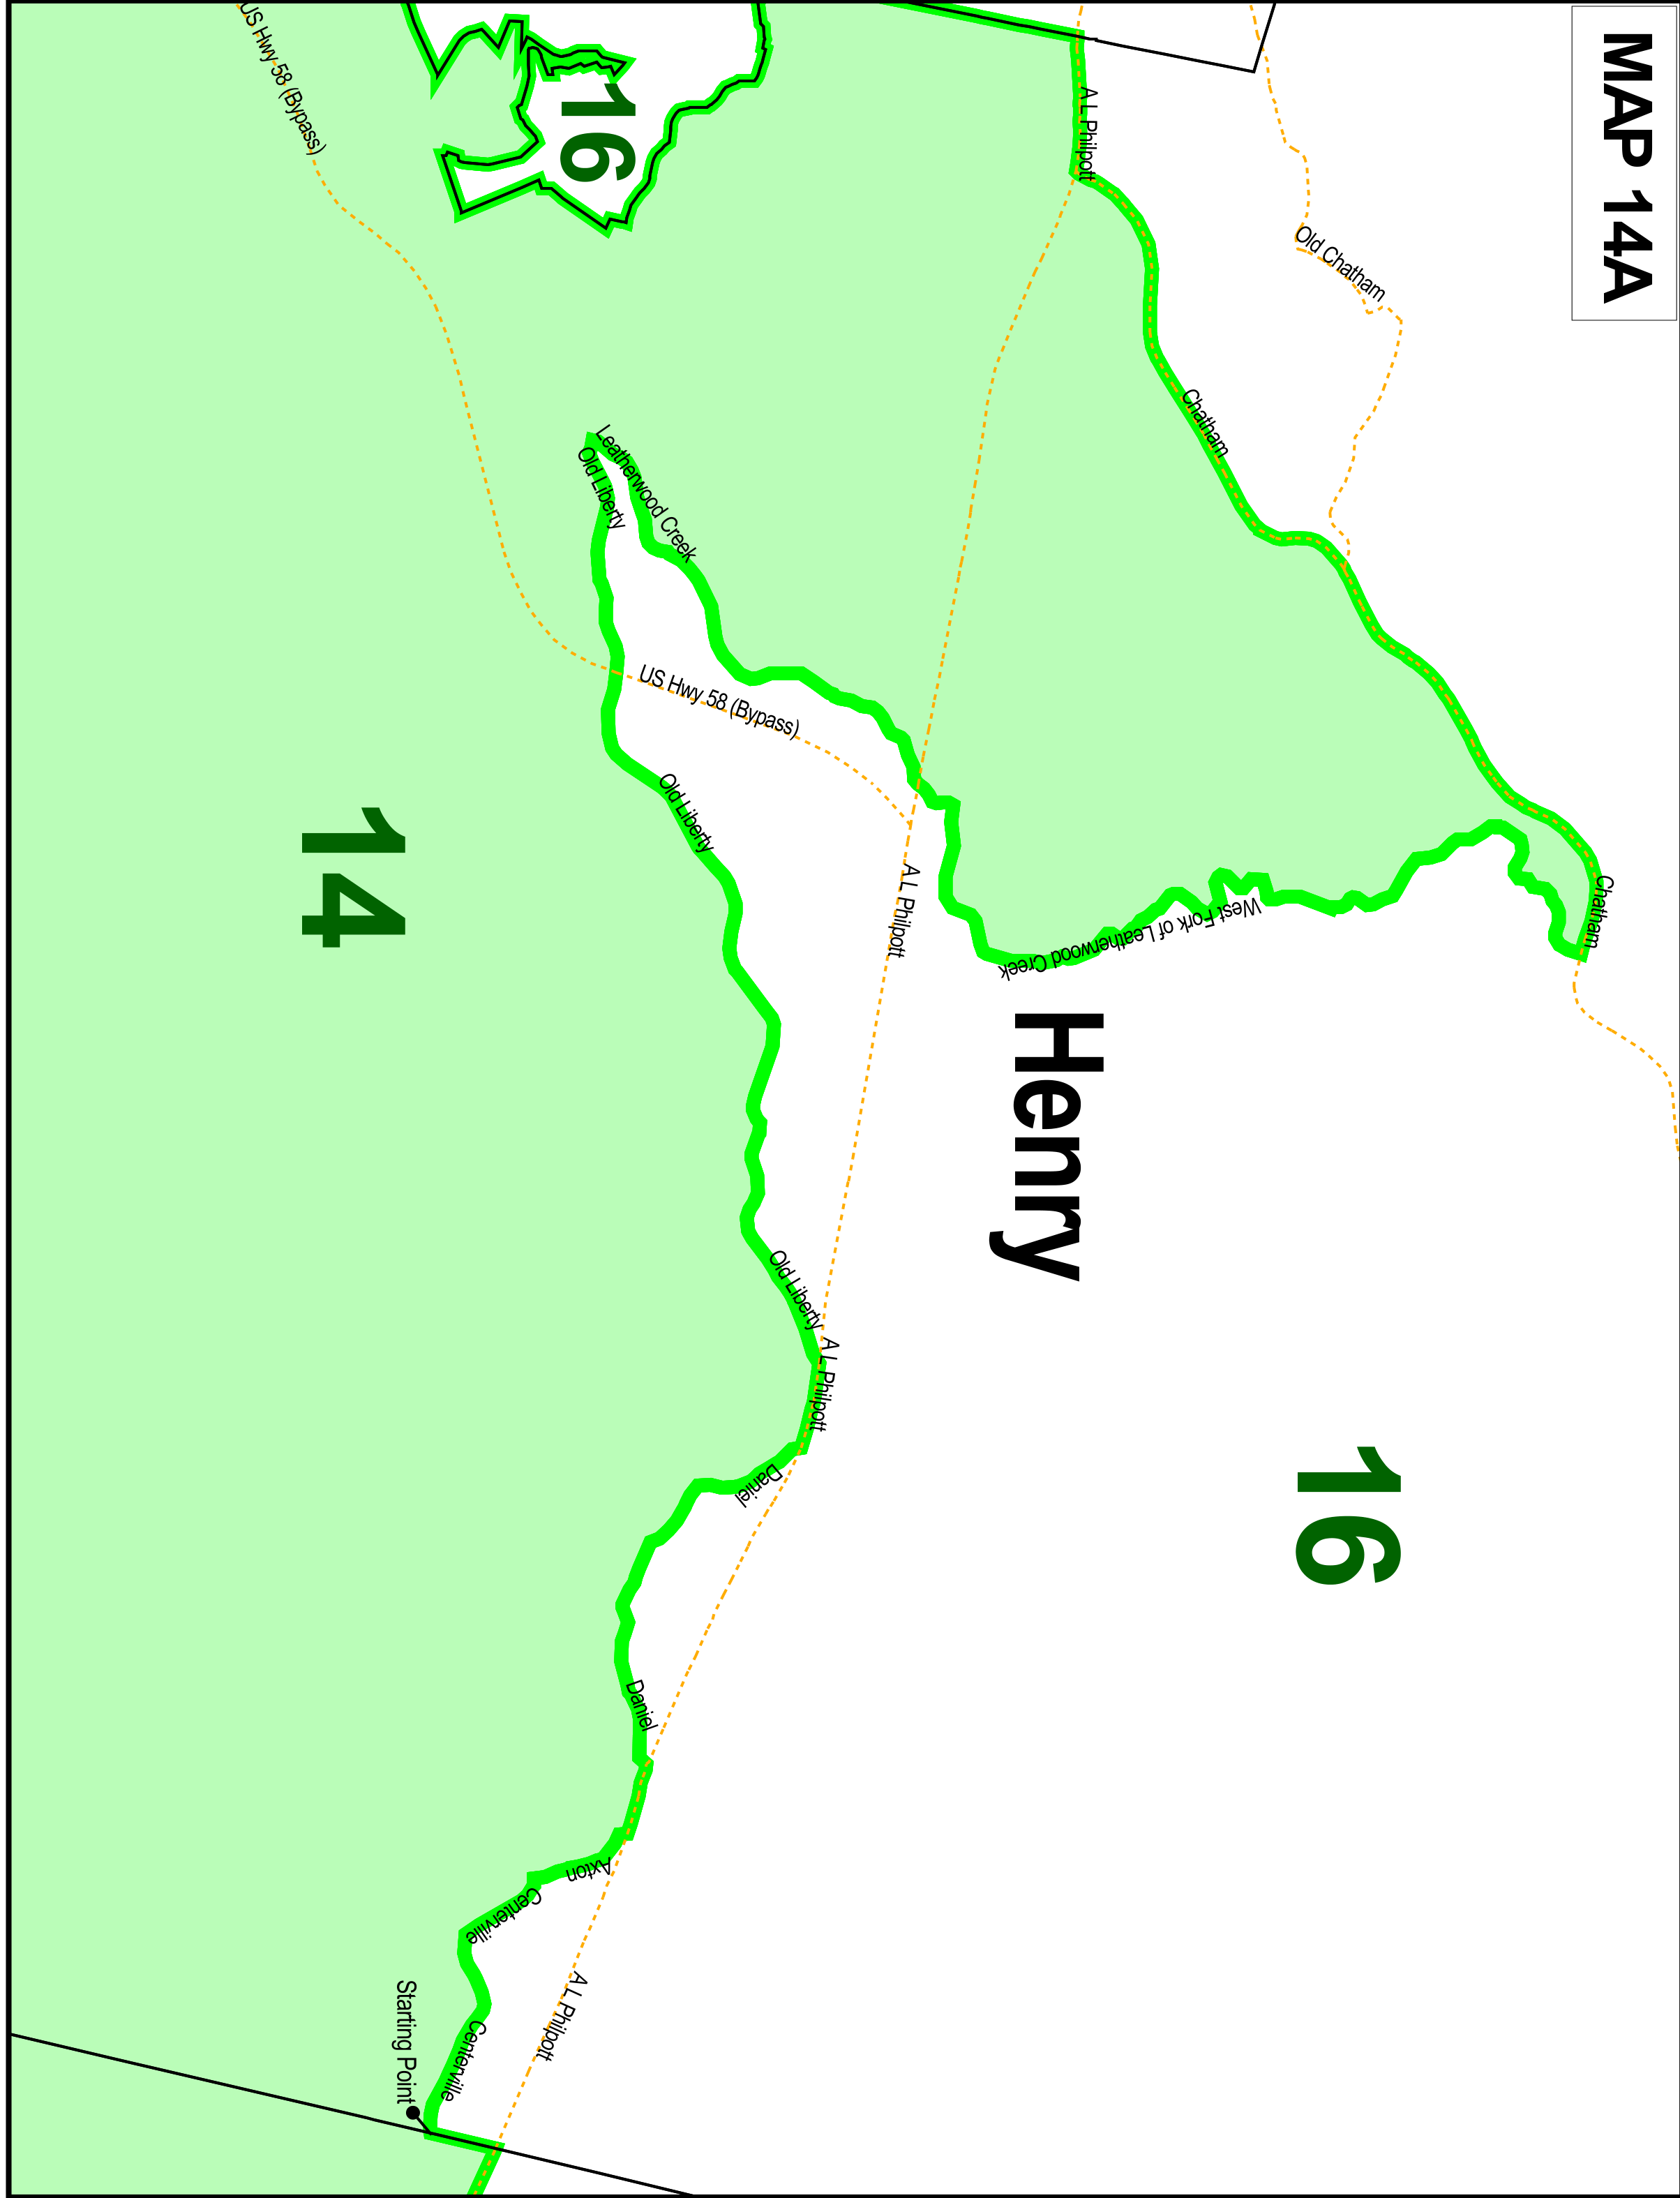 MAP 14A
Old Chatham
Chatham
Chatham
A L Philpott
16
US Hwy 58 (Bypass)
Leatherwood Creek
Old Liberty
US Hwy 58 (Bypass)
Old Liberty
A L Philpott
West Fork of Leatherwood Creek
Henry
14
16
Old Liberty
A L Philpott
Daniel
Daniel
Axton
Centerville
A L Philpott
Centerville
Starting Point